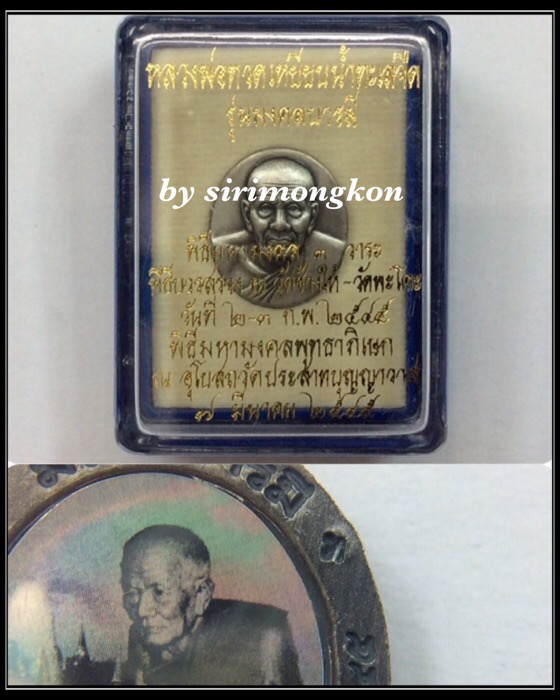 หลวงพ่อทวดเหยียบน้ำทะเลจืด
รุ่นมงคลบารมี
by sirimongkon
พิธีมหามงคล ๓ วาระ
พิธีบวงสรวง ณ วัดช้างให้-วัดพะโคะ
วันที่ ๒-๓ ก.พ. ๒๕๔๕
พิธีมหามงคลพุทธาภิเษก
ณ อุโบสถวัดประสาทบุญญาวาส
๗ มีนาคม ๒๕๔๕